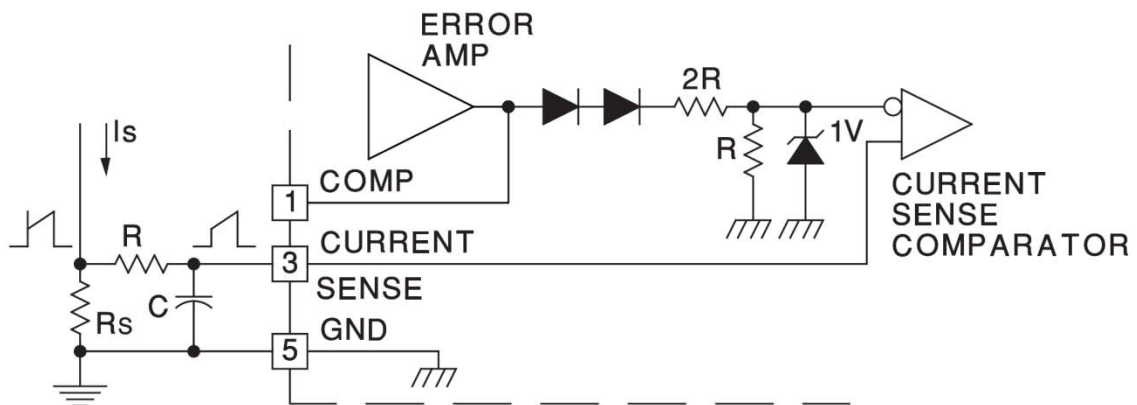 ERROR
AMP
2R
Is
R
1V
1
COMP
CURRENT
SENSE
COMPARATOR
R
3
CURRENT
SENSE
Rs
C
GND
5